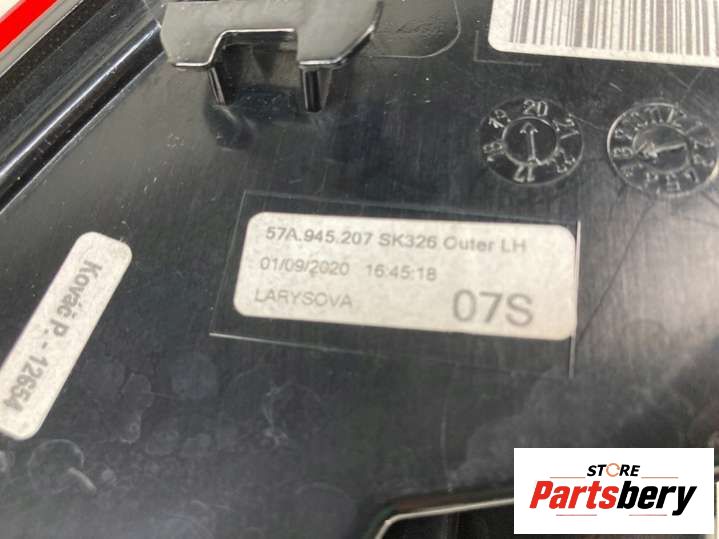 57A.945.207 SK326 Outer LH
01/09/2020 16:45:18
LARYSOVA 07S
Kováč P. - 12654
STORE
Partsbery